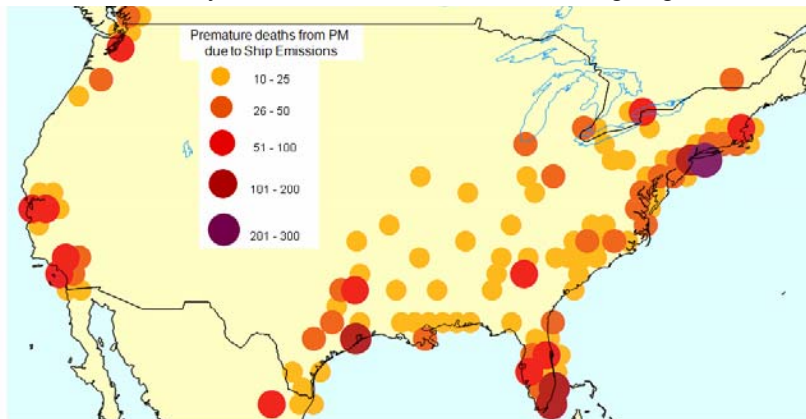 Premature deaths from PM
due to Ship Emissions
10 - 25
26 - 50
51 - 100
101 - 200
201 - 300